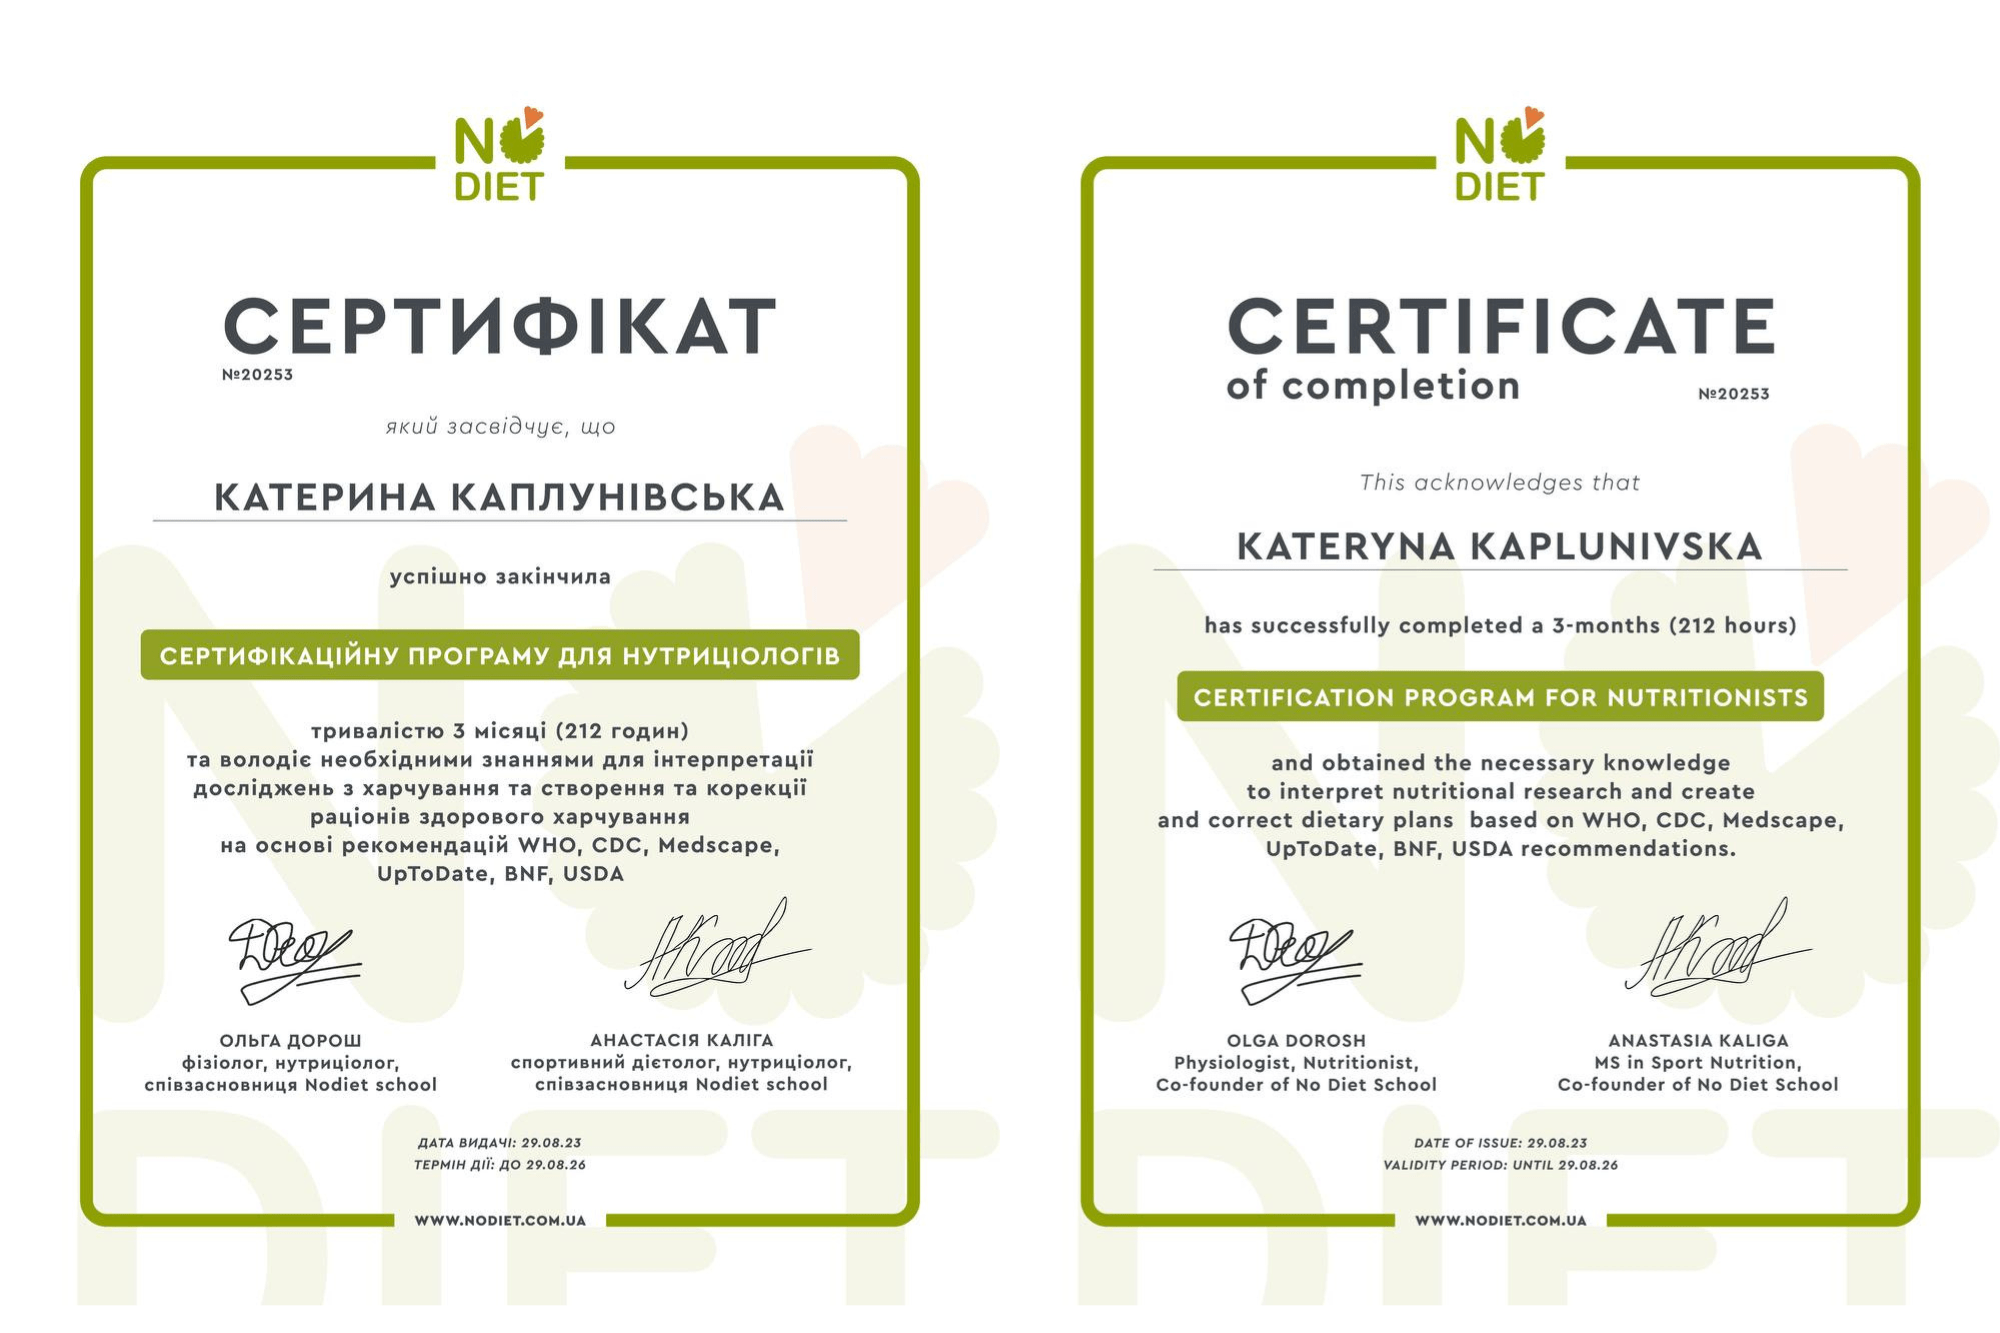 NO
DIET
СЕРТИФІКАТ
№20253
який засвідчує, що
КАТЕРИНА КАПЛУНІВСЬКА
успішно закінчила
СЕРТИФІКАЦІЙНУ ПРОГРАМУ ДЛЯ НУТРИЦІОЛОГІВ
тривалістю 3 місяці (212 годин)
та володіє необхідними знаннями для інтерпретації
досліджень з харчування та створення та корекції
раціонів здорового харчування
на основі рекомендацій WHO, CDC, Medscape,
UpToDate, BNF, USDA
ОЛЬГА ДОРОШ
фізіолог, нутриціолог,
співзасновниця Nodiet school
АНАСТАСІЯ КАЛІГА
спортивний дієтолог, нутриціолог,
співзасновниця Nodiet school
ДАТА ВИДАЧІ: 29.08.23
ТЕРМІН ДІЇ: ДО 29.08.26
WWW.NODIET.COM.UA
NO
DIET
CERTIFICATE
of completion
№20253
This acknowledges that
KATERYNA KAPLUNIVSKA
has successfully completed a 3-months (212 hours)
CERTIFICATION PROGRAM FOR NUTRITIONISTS
and obtained the necessary knowledge
to interpret nutritional research and create
and correct dietary plans based on WHO, CDC, Medscape,
UpToDate, BNF, USDA recommendations.
OLGA DOROSH
Physiologist, Nutritionist,
Co-founder of No Diet School
ANASTASIA KALIGA
MS in Sport Nutrition,
Co-founder of No Diet School
DATE OF ISSUE: 29.08.23
VALIDITY PERIOD: UNTIL 29.08.26
WWW.NODIET.COM.UA